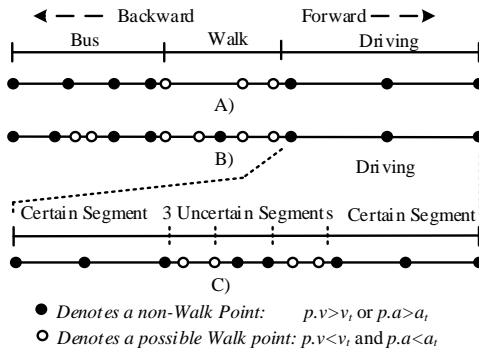 Backward Forward
Bus Walk Driving
A)
B)
Driving
Certain Segment 3 Uncertain Segments Certain Segment
C)
Denotes a non-Walk Point: p.v>vt or p.a>at
Denotes a possible Walk point: p.v<vt and p.a<at